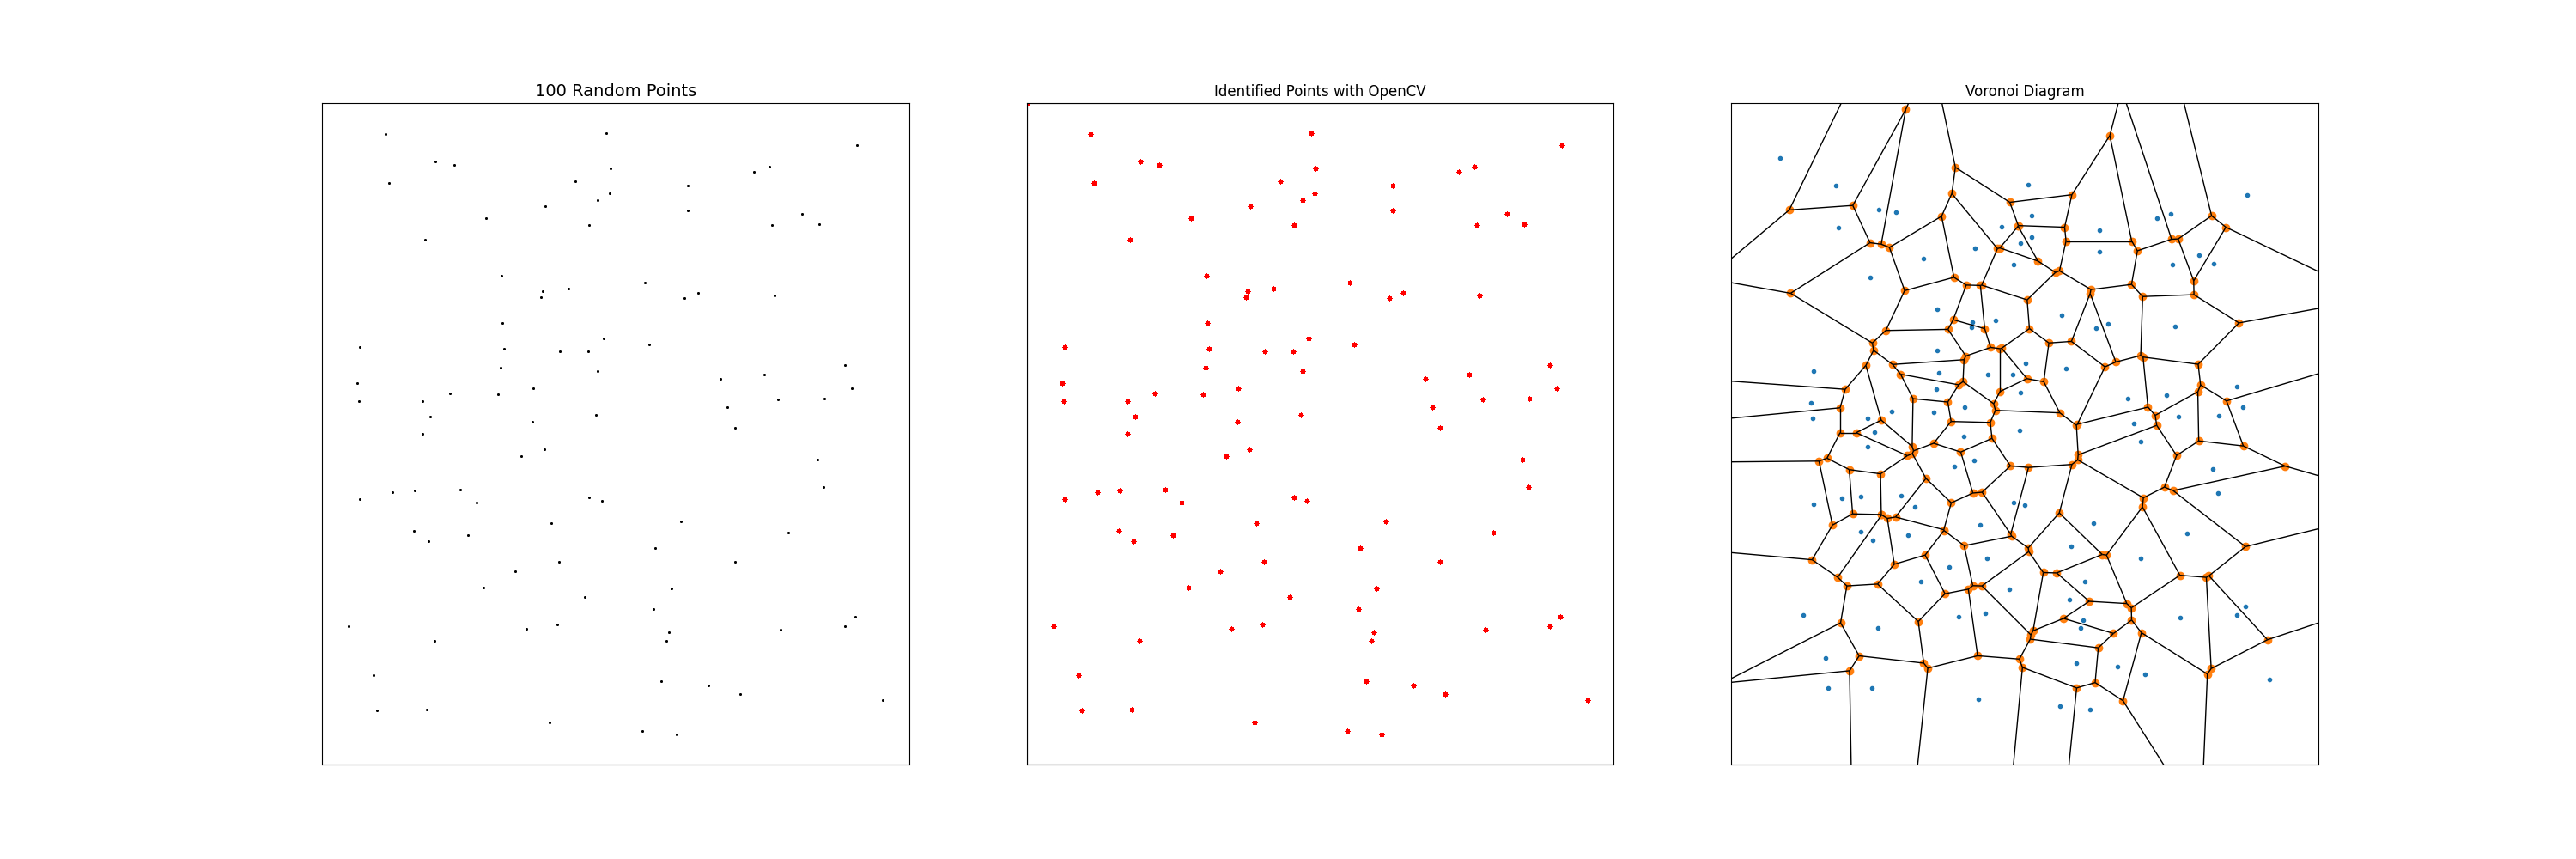 100 Random Points
Identified Points with OpenCV
Voronoi Diagram